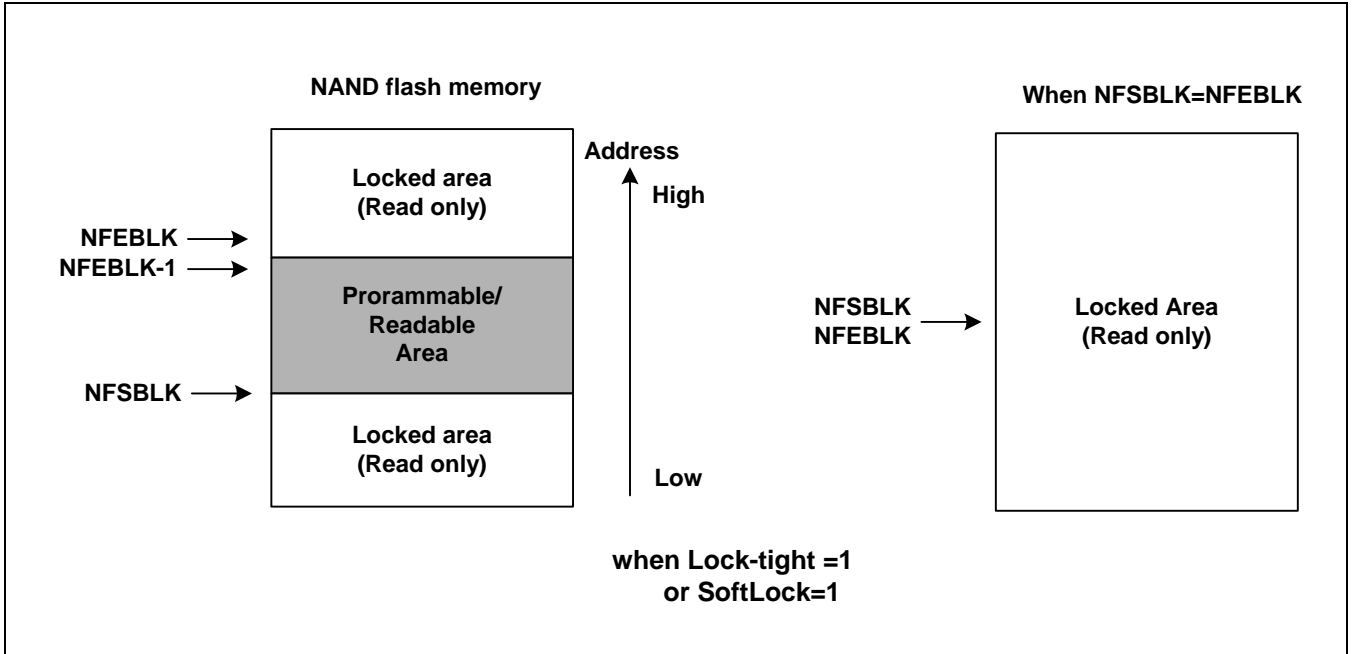 NAND flash memory
Locked area
(Read only)
NFEBLK
NFEBLK-1
Prorammable/
Readable
Area
NFSBLK
Locked area
(Read only)
Address
High
Low
When NFSBLK=NFEBLK
NFSBLK
NFEBLK
Locked Area
(Read only)
when Lock-tight =1
or SoftLock=1